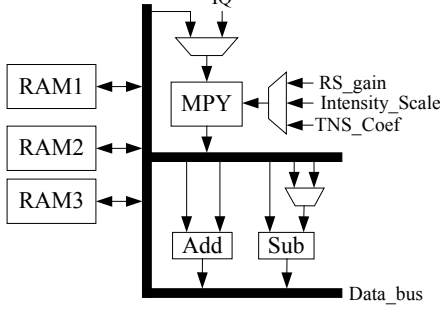 IQ
RAM1
MPY
RS_gain
Intensity_Scale
TNS_Coef
RAM2
RAM3
Add
Sub
Data_bus